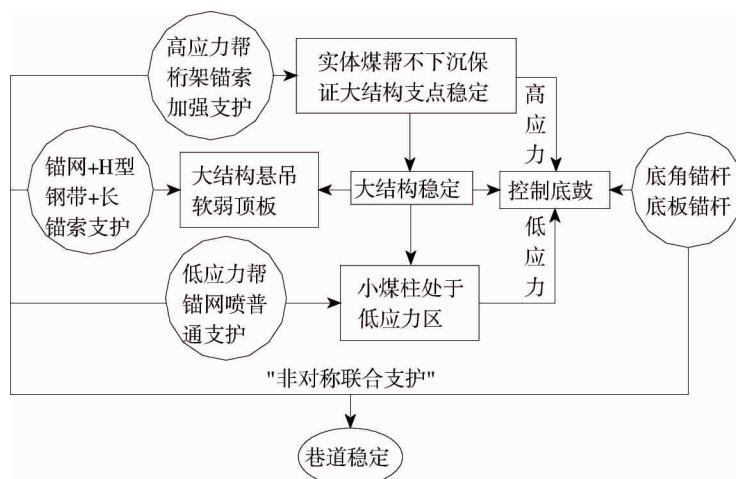 高应力帮
桁架锚索
加强支护
实体煤帮不下沉保
证大结构支点稳定
高应力
锚网+H型
钢带+长
锚索支护
大结构悬吊
软弱顶板
大结构稳定
控制底鼓
底角锚杆
底板锚杆
低应力帮
锚网喷普
通支护
小煤柱处于
低应力区
低应力
"非对称联合支护"
巷道稳定